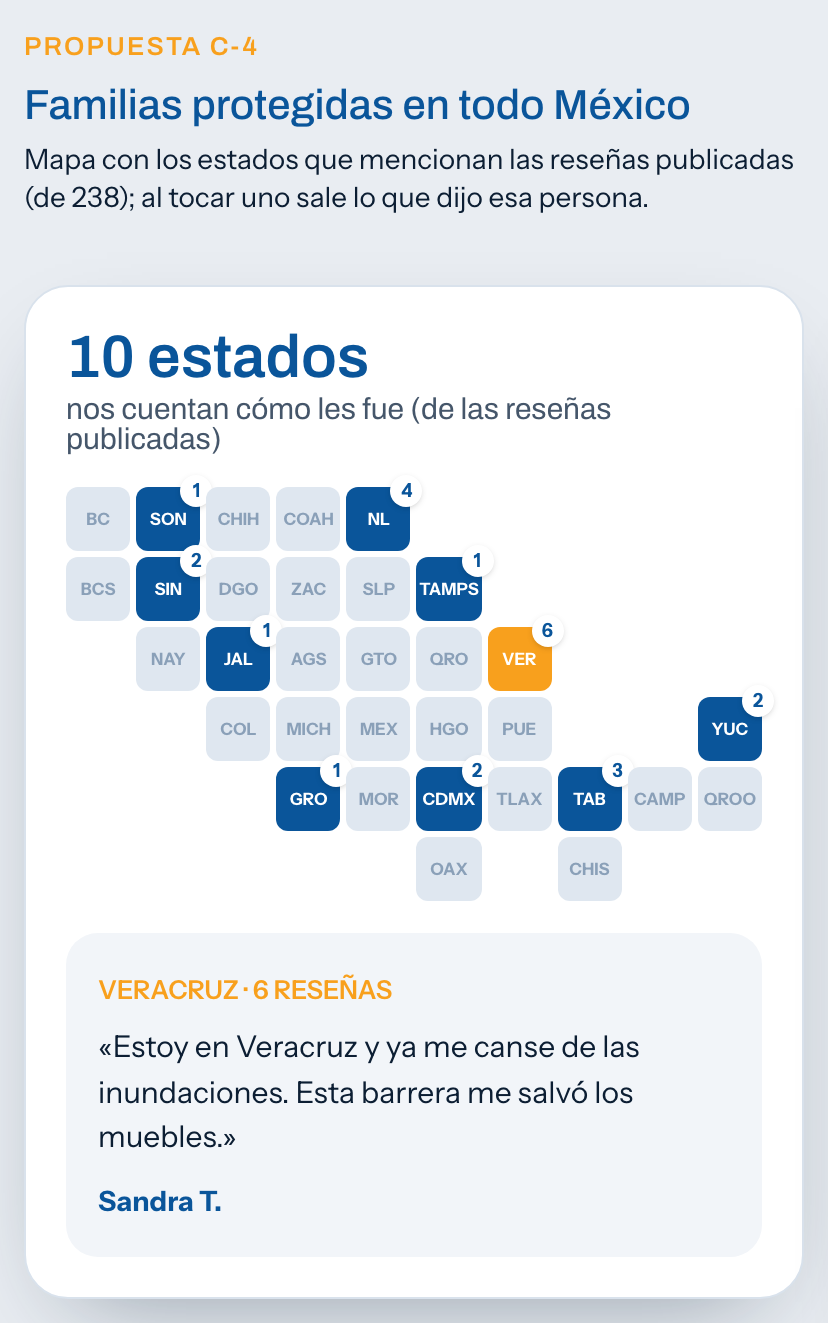 PROPUESTA C-4
Familias protegidas en todo México
Mapa con los estados que mencionan las reseñas publicadas
(de 238); al tocar uno sale lo que dijo esa persona.
10 estados
nos cuentan cómo les fue (de las reseñas
publicadas)
BC SON 1 CHIH COAH NL 4
BCS SIN 2 DGO ZAC SLP TAMPS 1
NAY JAL 1 AGS GTO QRO VER 6
COL MICH MEX HGO PUE YUC 2
GRO 1 MOR CDMX 2 TLAX TAB 3 CAMP QROO
OAX CHIS
VERACRUZ · 6 RESEÑAS
«Estoy en Veracruz y ya me canse de las
inundaciones. Esta barrera me salvó los
muebles.»
Sandra T.